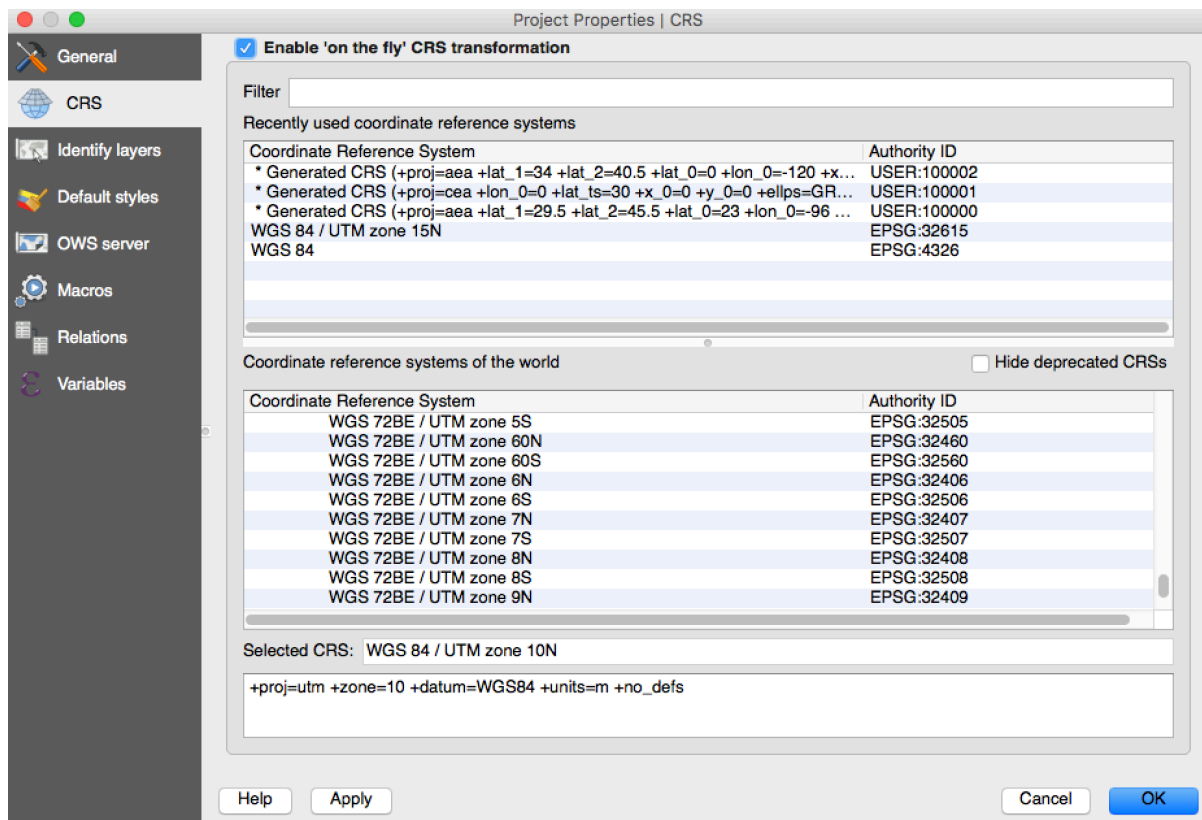 Project Properties | CRS
General
CRS
Identify layers
Default styles
OWS server
Macros
Relations
Variables
Enable 'on the fly' CRS transformation
Filter
Recently used coordinate reference systems
Coordinate Reference System Authority ID
* Generated CRS (+proj=aea +lat_1=34 +lat_2=40.5 +lat_0=0 +lon_0=-120 +x... USER:100002
* Generated CRS (+proj=cea +lon_0=0 +lat_ts=30 +x_0=0 +y_0=0 +ellps=GR... USER:100001
* Generated CRS (+proj=aea +lat_1=29.5 +lat_2=45.5 +lat_0=23 +lon_0=-96 ... USER:100000
WGS 84 / UTM zone 15N EPSG:32615
WGS 84 EPSG:4326
Coordinate reference systems of the world Hide deprecated CRSs
Coordinate Reference System Authority ID
WGS 72BE / UTM zone 5S EPSG:32505
WGS 72BE / UTM zone 60N EPSG:32460
WGS 72BE / UTM zone 60S EPSG:32560
WGS 72BE / UTM zone 6N EPSG:32406
WGS 72BE / UTM zone 6S EPSG:32506
WGS 72BE / UTM zone 7N EPSG:32407
WGS 72BE / UTM zone 7S EPSG:32507
WGS 72BE / UTM zone 8N EPSG:32408
WGS 72BE / UTM zone 8S EPSG:32508
WGS 72BE / UTM zone 9N EPSG:32409
Selected CRS: WGS 84 / UTM zone 10N
+proj=utm +zone=10 +datum=WGS84 +units=m +no_defs
Help Apply Cancel OK